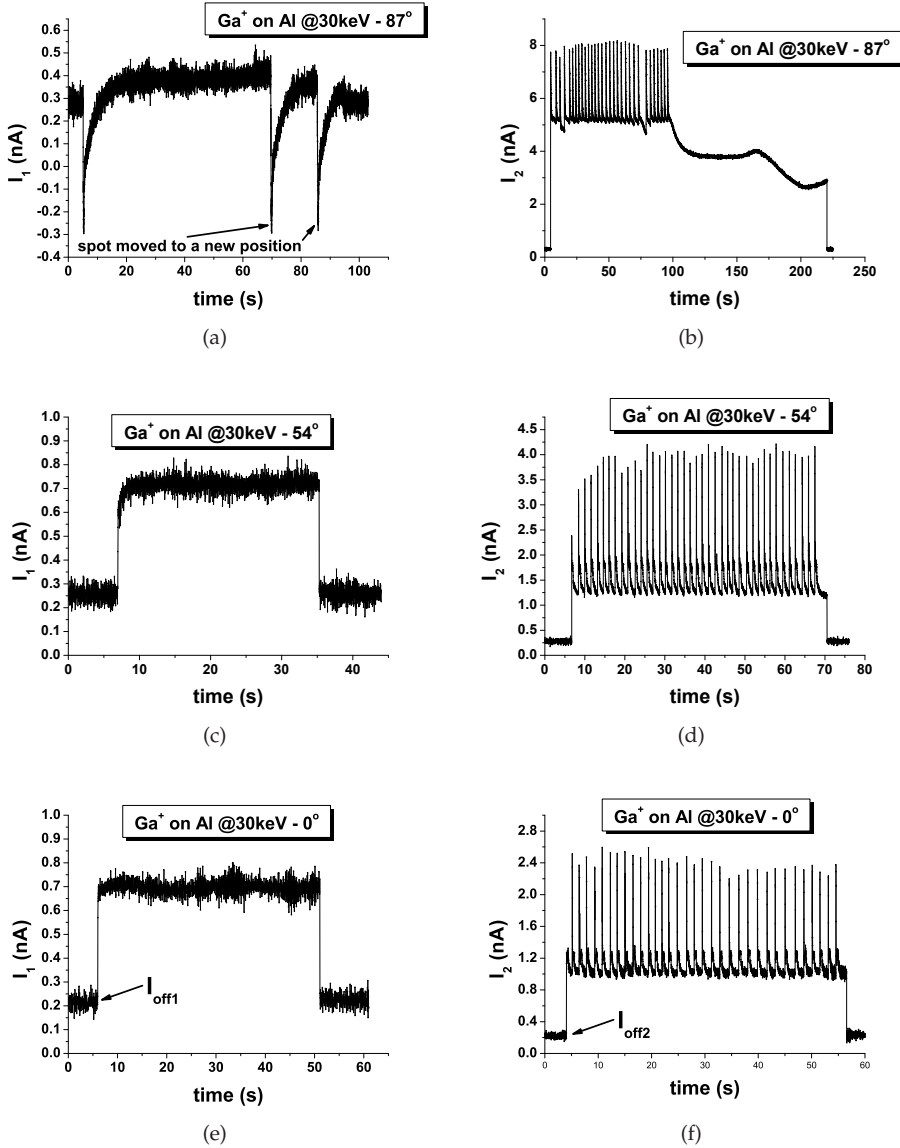 Ga⁺ on Al @30keV - 87°
0.6
0.5
0.4
0.3
0.2
0.1
0.0
-0.1
-0.2
-0.3
-0.4
I₁ (nA)
spot moved to a new position
0 20 40 60 80 100
time (s)
(a)
Ga⁺ on Al @30keV - 87°
8
6
4
2
0
I₂ (nA)
0 50 100 150 200 250
time (s)
(b)
Ga⁺ on Al @30keV - 54°
1.0
0.9
0.8
0.7
0.6
0.5
0.4
0.3
0.2
0.1
0.0
I₁ (nA)
0 10 20 30 40
time (s)
(c)
Ga⁺ on Al @30keV - 54°
4.5
4.0
3.5
3.0
2.5
2.0
1.5
1.0
0.5
0.0
I₂ (nA)
0 10 20 30 40 50 60 70 80
time (s)
(d)
Ga⁺ on Al @30keV - 0°
1.0
0.9
0.8
0.7
0.6
0.5
0.4
0.3
0.2
0.1
0.0
I₁ (nA)
I off1
0 10 20 30 40 50 60
time (s)
(e)
Ga⁺ on Al @30keV - 0°
2.8
2.4
2.0
1.6
1.2
0.8
0.4
0.0
I₂ (nA)
I off2
0 10 20 30 40 50 60
time (s)
(f)